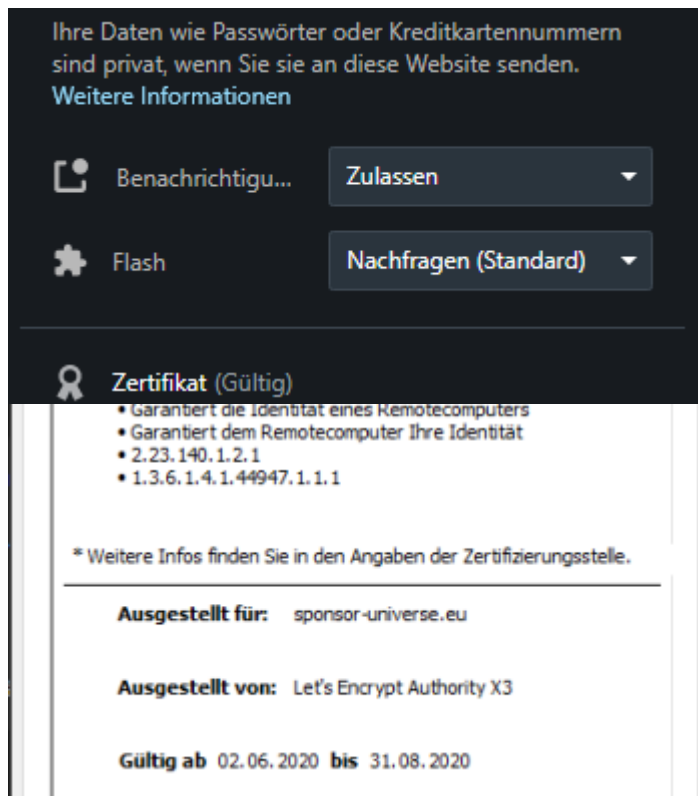 Ihre Daten wie Passwörter oder Kreditkartennummern
sind privat, wenn Sie sie an diese Website senden.
Weitere Informationen
Benachrichtigu... Zulassen
Flash Nachfragen (Standard)
Zertifikat (Gültig)
• Garantiert die Identität eines Remotecomputers
• Garantiert dem Remotecomputer Ihre Identität
• 2.23.140.1.2.1
• 1.3.6.1.4.1.44947.1.1.1
* Weitere Infos finden Sie in den Angaben der Zertifizierungsstelle.
Ausgestellt für: sponsor-universe.eu
Ausgestellt von: Let's Encrypt Authority X3
Gültig ab 02.06.2020 bis 31.08.2020